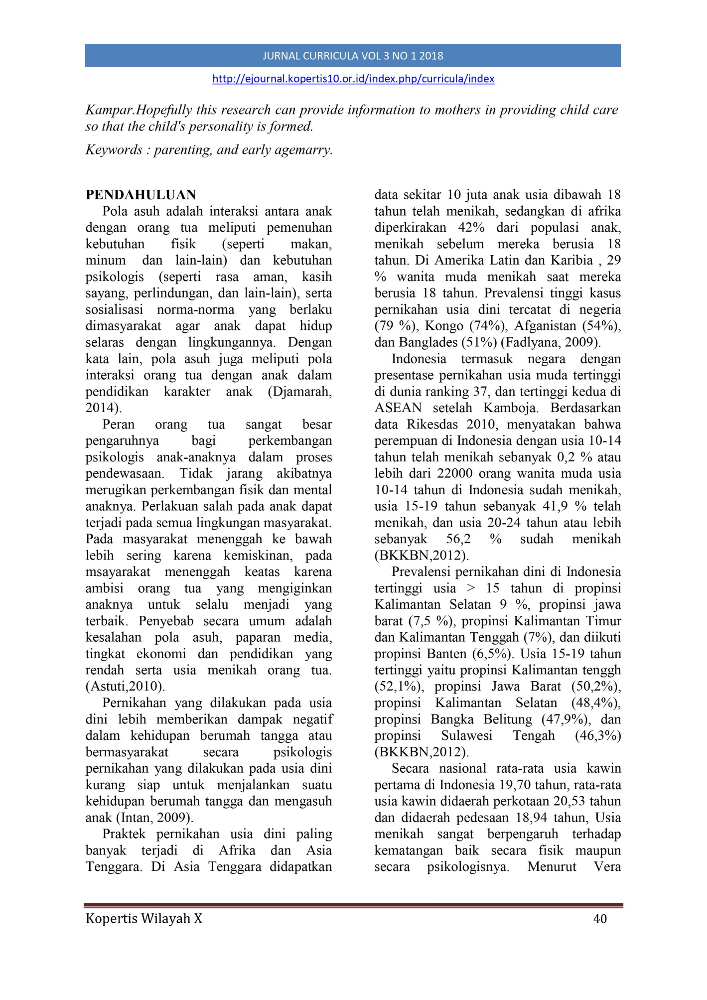 JURNAL CURRICULA VOL 3 NO 1 2018
http://ejournal.kopertis10.or.id/index.php/curricula/index
Kampar.Hopefully this research can provide information to mothers in providing child care
so that the child's personality is formed.
Keywords : parenting, and early agemarry.
PENDAHULUAN
Pola asuh adalah interaksi antara anak
dengan orang tua meliputi pemenuhan
kebutuhan fisik (seperti makan,
minum dan lain-lain) dan kebutuhan
psikologis (seperti rasa aman, kasih
sayang, perlindungan, dan lain-lain), serta
sosialisasi norma-norma yang berlaku
dimasyarakat agar anak dapat hidup
selaras dengan lingkungannya. Dengan
kata lain, pola asuh juga meliputi pola
interaksi orang tua dengan anak dalam
pendidikan karakter anak (Djamarah,
2014).
Peran orang tua sangat besar
pengaruhnya bagi perkembangan
psikologis anak-anaknya dalam proses
pendewasaan. Tidak jarang akibatnya
merugikan perkembangan fisik dan mental
anaknya. Perlakuan salah pada anak dapat
terjadi pada semua lingkungan masyarakat.
Pada masyarakat menenggah ke bawah
lebih sering karena kemiskinan, pada
msayarakat menenggah keatas karena
ambisi orang tua yang mengiginkan
anaknya untuk selalu menjadi yang
terbaik. Penyebab secara umum adalah
kesalahan pola asuh, paparan media,
tingkat ekonomi dan pendidikan yang
rendah serta usia menikah orang tua.
(Astuti,2010).
Pernikahan yang dilakukan pada usia
dini lebih memberikan dampak negatif
dalam kehidupan berumah tangga atau
bermasyarakat secara psikologis
pernikahan yang dilakukan pada usia dini
kurang siap untuk menjalankan suatu
kehidupan berumah tangga dan mengasuh
anak (Intan, 2009).
Praktek pernikahan usia dini paling
banyak terjadi di Afrika dan Asia
Tenggara. Di Asia Tenggara didapatkan
data sekitar 10 juta anak usia dibawah 18
tahun telah menikah, sedangkan di afrika
diperkirakan 42% dari populasi anak,
menikah sebelum mereka berusia 18
tahun. Di Amerika Latin dan Karibia , 29
% wanita muda menikah saat mereka
berusia 18 tahun. Prevalensi tinggi kasus
pernikahan usia dini tercatat di negeria
(79 %), Kongo (74%), Afganistan (54%),
dan Banglades (51%) (Fadlyana, 2009).
Indonesia termasuk negara dengan
presentase pernikahan usia muda tertinggi
di dunia ranking 37, dan tertinggi kedua di
ASEAN setelah Kamboja. Berdasarkan
data Rikesdas 2010, menyatakan bahwa
perempuan di Indonesia dengan usia 10-14
tahun telah menikah sebanyak 0,2 % atau
lebih dari 22000 orang wanita muda usia
10-14 tahun di Indonesia sudah menikah,
usia 15-19 tahun sebanyak 41,9 % telah
menikah, dan usia 20-24 tahun atau lebih
sebanyak 56,2 % sudah menikah
(BKKBN,2012).
Prevalensi pernikahan dini di Indonesia
tertinggi usia > 15 tahun di propinsi
Kalimantan Selatan 9 %, propinsi jawa
barat (7,5 %), propinsi Kalimantan Timur
dan Kalimantan Tenggah (7%), dan diikuti
propinsi Banten (6,5%). Usia 15-19 tahun
tertinggi yaitu propinsi Kalimantan tenggh
(52,1%), propinsi Jawa Barat (50,2%),
propinsi Kalimantan Selatan (48,4%),
propinsi Bangka Belitung (47,9%), dan
propinsi Sulawesi Tengah (46,3%)
(BKKBN,2012).
Secara nasional rata-rata usia kawin
pertama di Indonesia 19,70 tahun, rata-rata
usia kawin didaerah perkotaan 20,53 tahun
dan didaerah pedesaan 18,94 tahun, Usia
menikah sangat berpengaruh terhadap
kematangan baik secara fisik maupun
secara psikologisnya. Menurut Vera
Kopertis Wilayah X 40